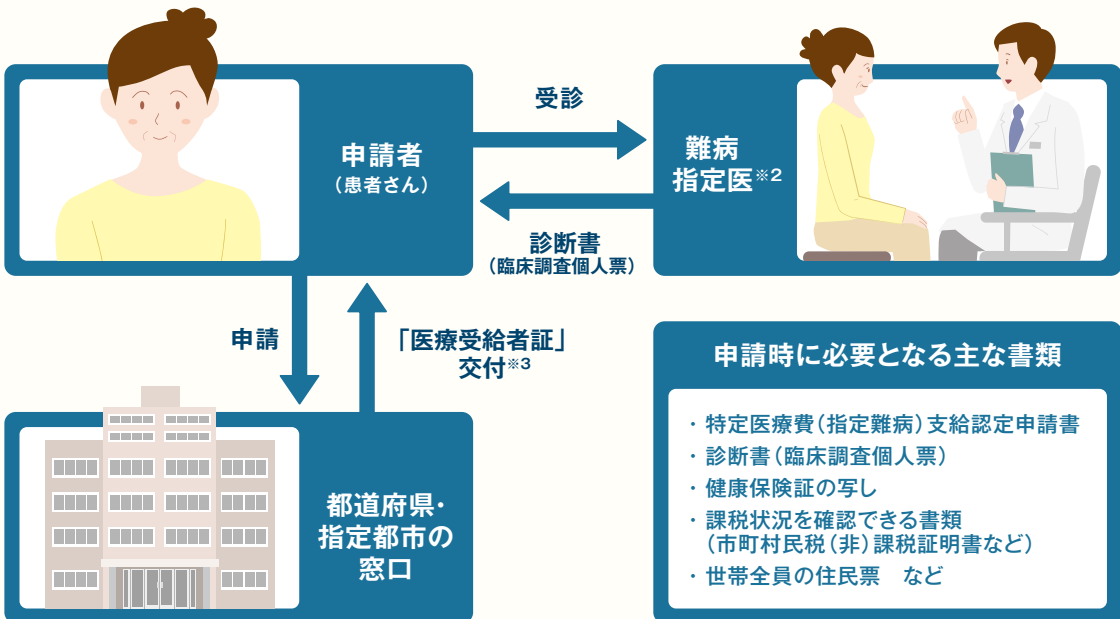 申請者
（患者さん）
受診
診断書
（臨床調査個人票）
難病
指定医※2
申請
「医療受給者証」
交付※3
都道府県・
指定都市の
窓口
申請時に必要となる主な書類
・特定医療費（指定難病）支給認定申請書
・診断書（臨床調査個人票）
・健康保険証の写し
・課税状況を確認できる書類
（市町村民税（非）課税証明書など）
・世帯全員の住民票　など